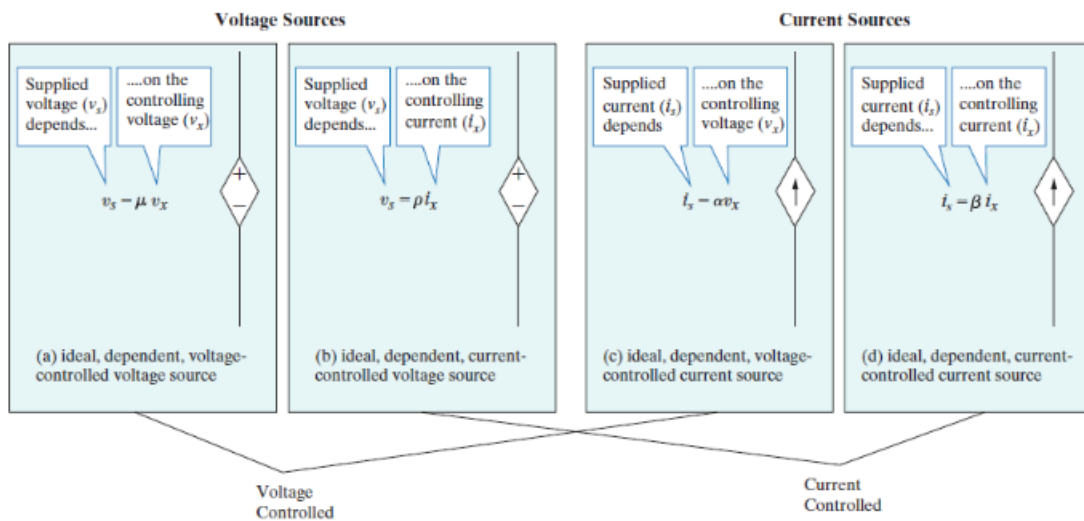 Voltage Sources
Current Sources
Supplied
voltage (vₛ)
depends...
....on the
controlling
voltage (vₓ)
vₛ – μ vₓ
+
–
(a) ideal, dependent, voltage-
controlled voltage source
Supplied
voltage (vₛ)
depends...
....on the
controlling
current (iₓ)
vₛ = ρ iₓ
+
–
(b) ideal, dependent, current-
controlled voltage source
Supplied
current (iₛ)
depends
....on the
controlling
voltage (vₓ)
iₛ – αvₓ
(c) ideal, dependent, voltage-
controlled current source
Supplied
current (iₛ)
depends...
....on the
controlling
current (iₓ)
iₛ = β iₓ
(d) ideal, dependent, current-
controlled current source
Voltage
Controlled
Current
Controlled